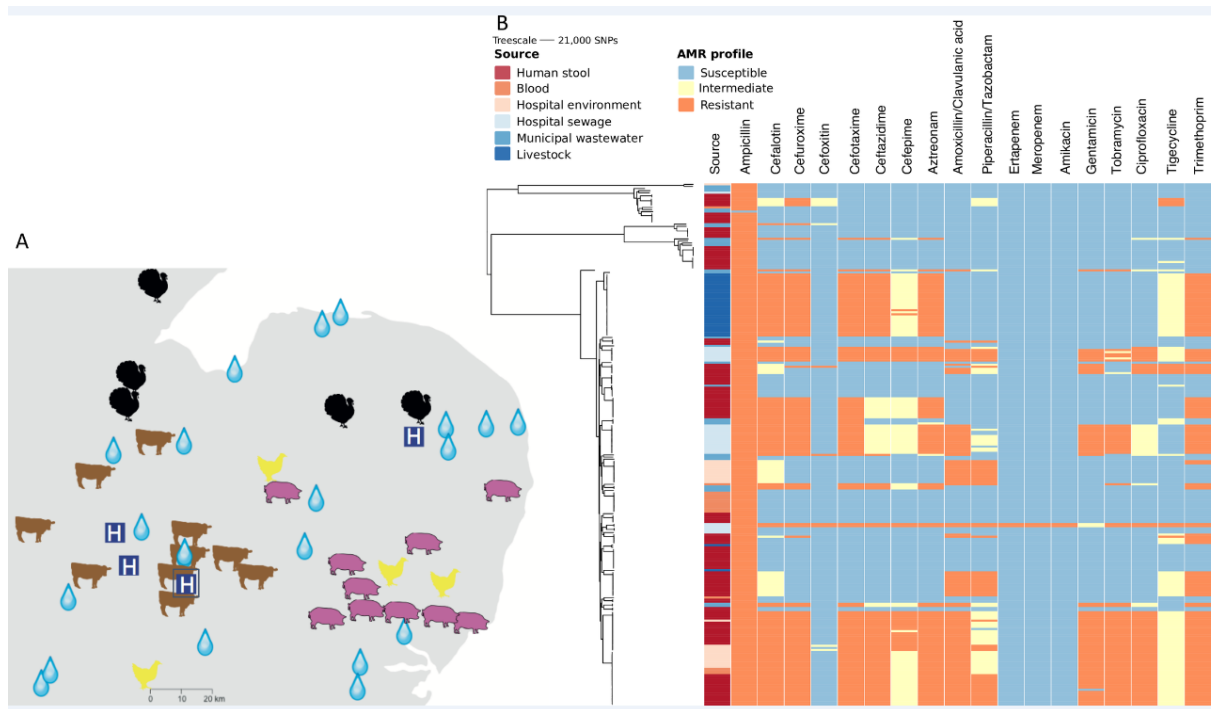 B
Treescale — 21,000 SNPs
Source
Human stool
Blood
Hospital environment
Hospital sewage
Municipal wastewater
Livestock
AMR profile
Susceptible
Intermediate
Resistant
Source
Ampicillin
Cefalotin
Cefuroxime
Cefoxitin
Cefotaxime
Ceftazidime
Cefepime
Aztreonam
Amoxicillin/Clavulanic acid
Piperacillin/Tazobactam
Ertapenem
Meropenem
Amikacin
Gentamicin
Tobramycin
Ciprofloxacin
Tigecycline
Trimethoprim
A
H
H
H
H
0 10 20 km